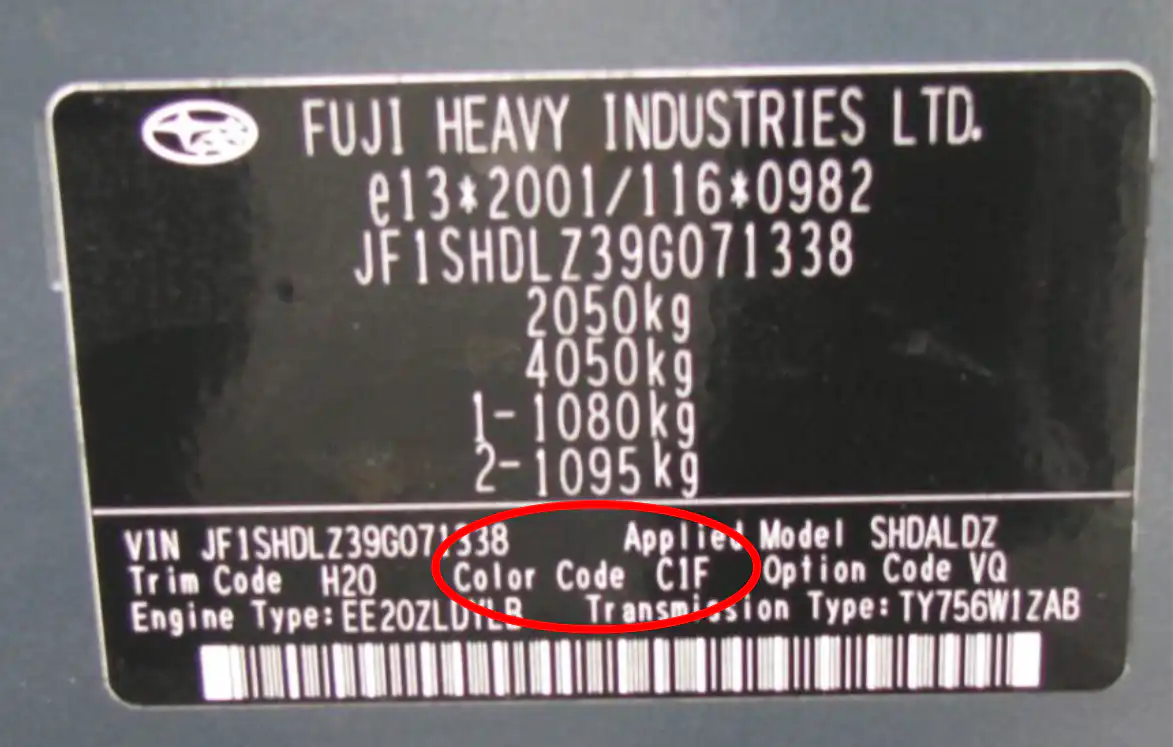 FUJI HEAVY INDUSTRIES LTD.
e13*2001/116*0982
JF1SHDLZ39G071338
2050kg
4050kg
1-1080kg
2-1095kg
VIN JF1SHDLZ39G071338 Applied Model SHDALDZ
Trim Code H20 Color Code C1F Option Code VQ
Engine Type: Transmission Type:TY756W1ZAB